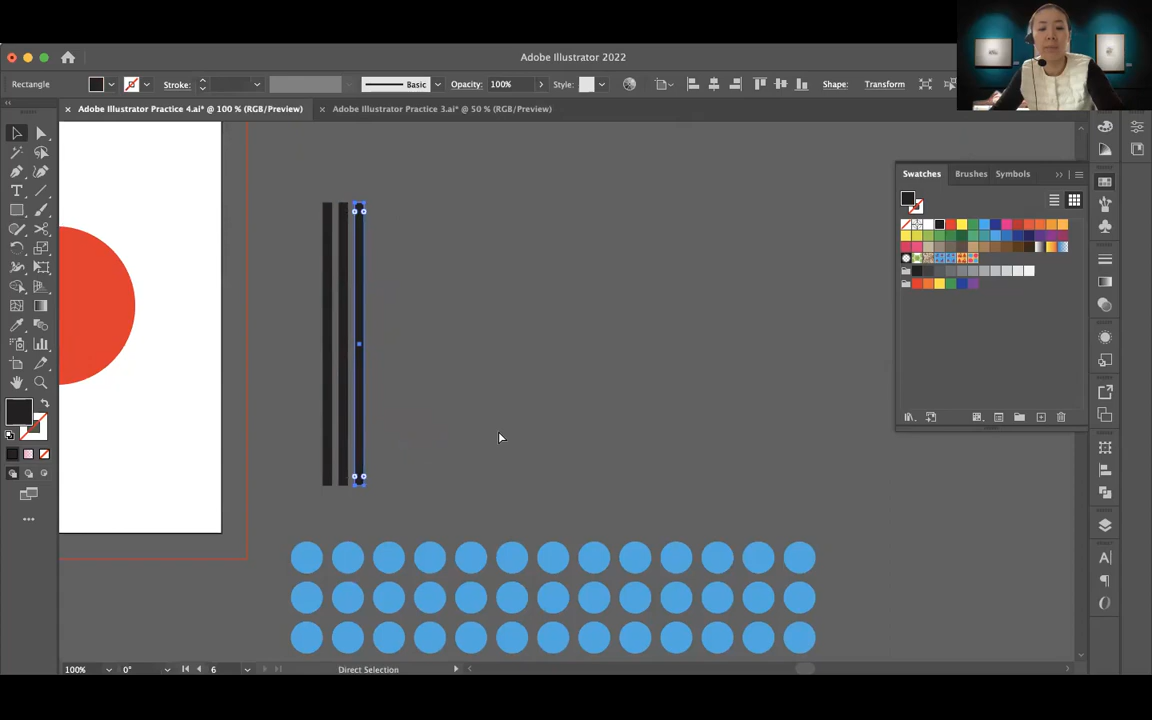 Adobe Illustrator 2022
Rectangle
Stroke:
Basic
Opacity: 100%
Style:
Shape:
Transform
Adobe Illustrator Practice 4.ai* @ 100 % (RGB/Preview)
Adobe Illustrator Practice 3.ai* @ 50 % (RGB/Preview)
Swatches
Brushes
Symbols
100%
0°
6
Direct Selection